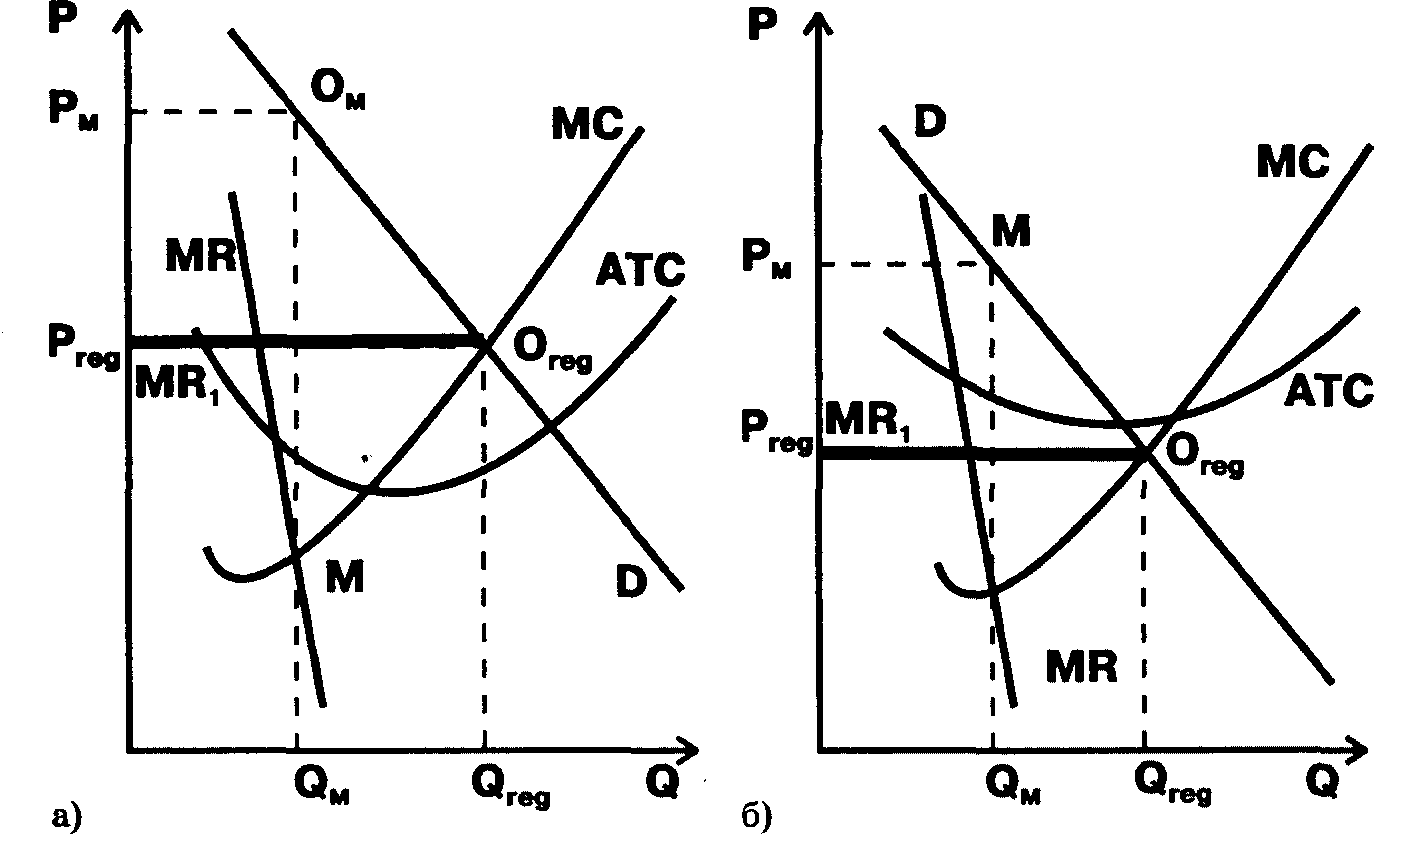 P
O_M
P_M
MC
MR
ATC
P_reg
O_reg
MR_1
M
D
Q_M
Q_reg
Q
а)
P
D
MC
M
P_M
ATC
MR_1
P_reg
O_reg
MR
Q_M
Q_reg
Q
б)